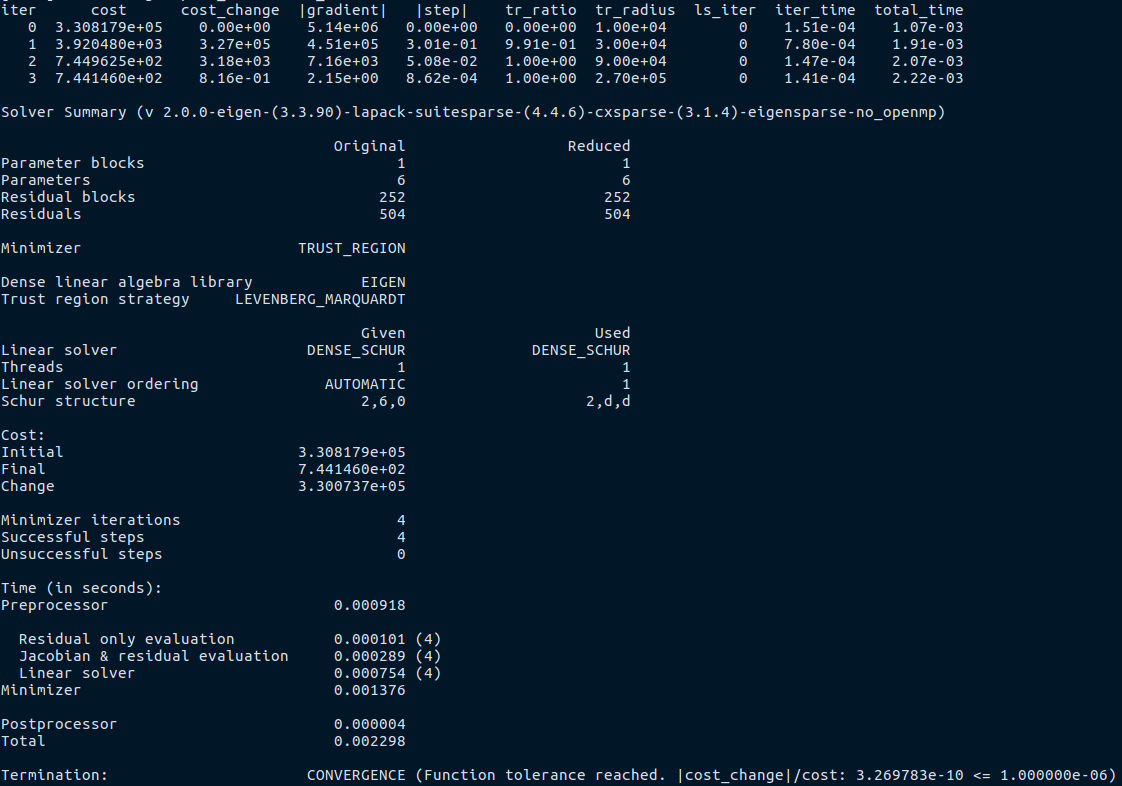 iter      cost      cost_change  |gradient|   |step|    tr_ratio  tr_radius  ls_iter  iter_time  total_time
   0  3.308179e+05    0.00e+00    5.14e+06   0.00e+00   0.00e+00  1.00e+04        0    1.51e-04    1.07e-03
   1  3.920480e+03    3.27e+05    4.51e+05   3.01e-01   9.91e-01  3.00e+04        0    7.80e-04    1.91e-03
   2  7.449625e+02    3.18e+03    7.16e+03   5.08e-02   1.00e+00  9.00e+04        0    1.47e-04    2.07e-03
   3  7.441460e+02    8.16e-01    2.15e+00   8.62e-04   1.00e+00  2.70e+05        0    1.41e-04    2.22e-03
Solver Summary (v 2.0.0-eigen-(3.3.90)-lapack-suitesparse-(4.4.6)-cxsparse-(3.1.4)-eigensparse-no_openmp)
                                     Original                  Reduced
Parameter blocks                            1                        1
Parameters                                  6                        6
Residual blocks                           252                      252
Residuals                                 504                      504
Minimizer                        TRUST_REGION
Dense linear algebra library            EIGEN
Trust region strategy     LEVENBERG_MARQUARDT
                                        Given                     Used
Linear solver                     DENSE_SCHUR              DENSE_SCHUR
Threads                                     1                        1
Linear solver ordering              AUTOMATIC                        1
Schur structure                         2,6,0                    2,d,d
Cost:
Initial                          3.308179e+05
Final                            7.441460e+02
Change                           3.300737e+05
Minimizer iterations                        4
Successful steps                            4
Unsuccessful steps                          0
Time (in seconds):
Preprocessor                         0.000918
  Residual only evaluation           0.000101 (4)
  Jacobian & residual evaluation     0.000289 (4)
  Linear solver                      0.000754 (4)
Minimizer                            0.001376
Postprocessor                        0.000004
Total                                0.002298
Termination:                      CONVERGENCE (Function tolerance reached. |cost_change|/cost: 3.269783e-10 <= 1.000000e-06)